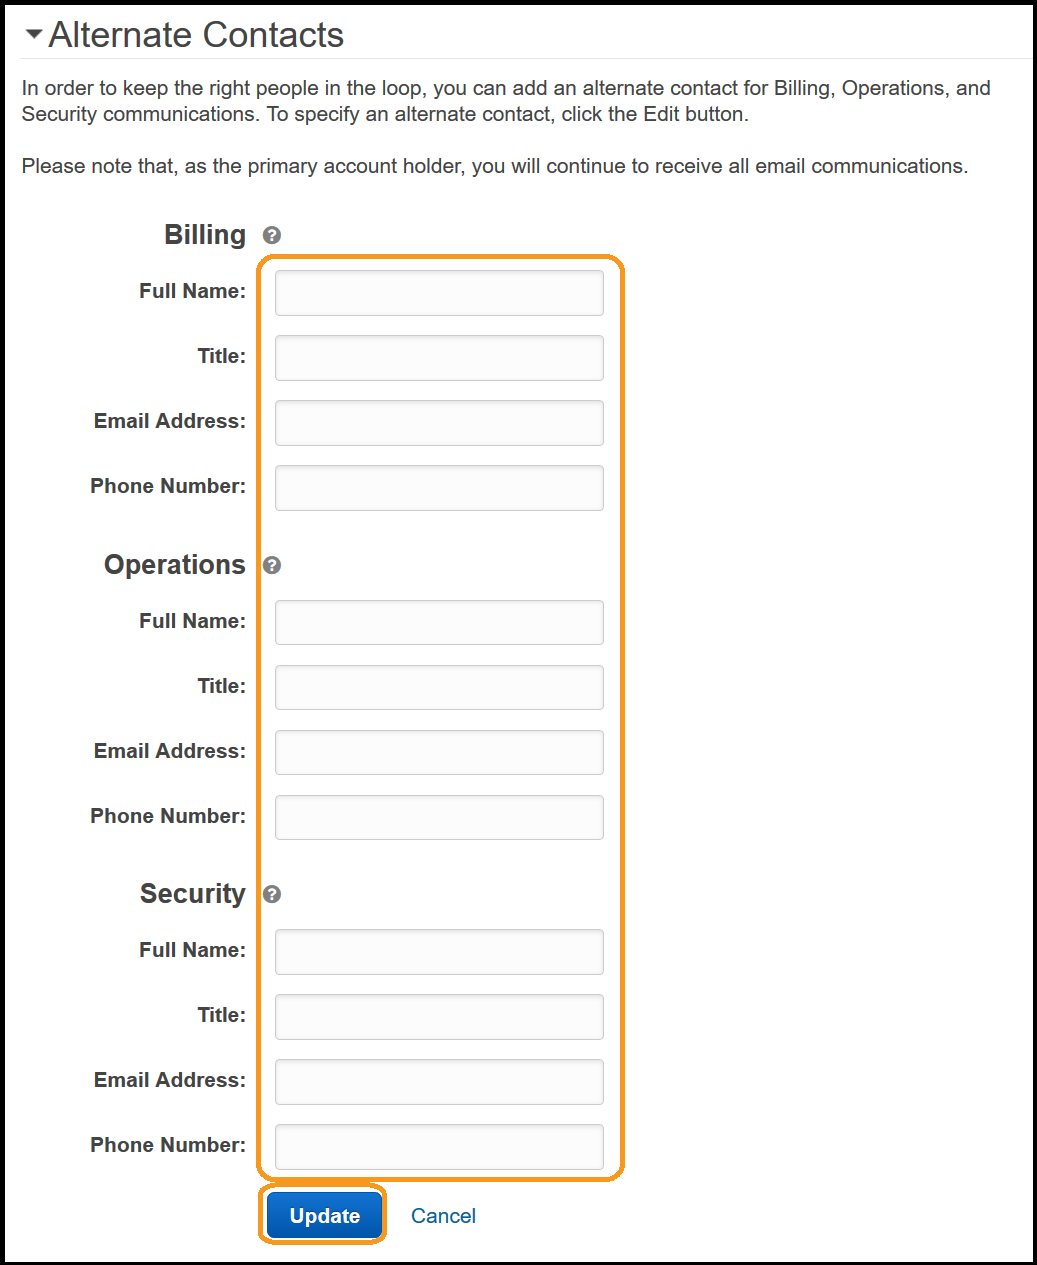 Alternate Contacts
In order to keep the right people in the loop, you can add an alternate contact for Billing, Operations, and
Security communications. To specify an alternate contact, click the Edit button.
Please note that, as the primary account holder, you will continue to receive all email communications.
Billing ?
Full Name:
Title:
Email Address:
Phone Number:
Operations ?
Full Name:
Title:
Email Address:
Phone Number:
Security ?
Full Name:
Title:
Email Address:
Phone Number:
Update Cancel